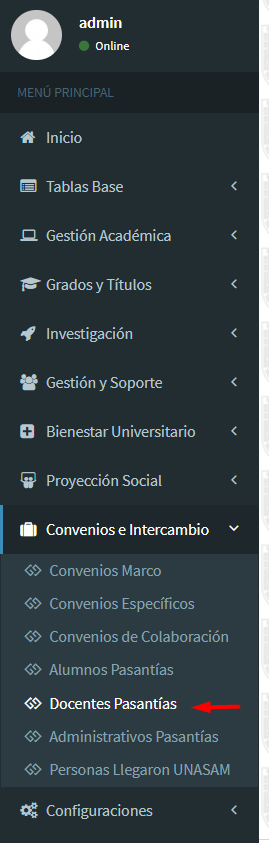 admin
Online
MENÚ PRINCIPAL
Inicio
Tablas Base
Gestión Académica
Grados y Títulos
Investigación
Gestión y Soporte
Bienestar Universitario
Proyección Social
Convenios e Intercambio
Convenios Marco
Convenios Específicos
Convenios de Colaboración
Alumnos Pasantías
Docentes Pasantías
Administrativos Pasantías
Personas Llegaron UNASAM
Configuraciones